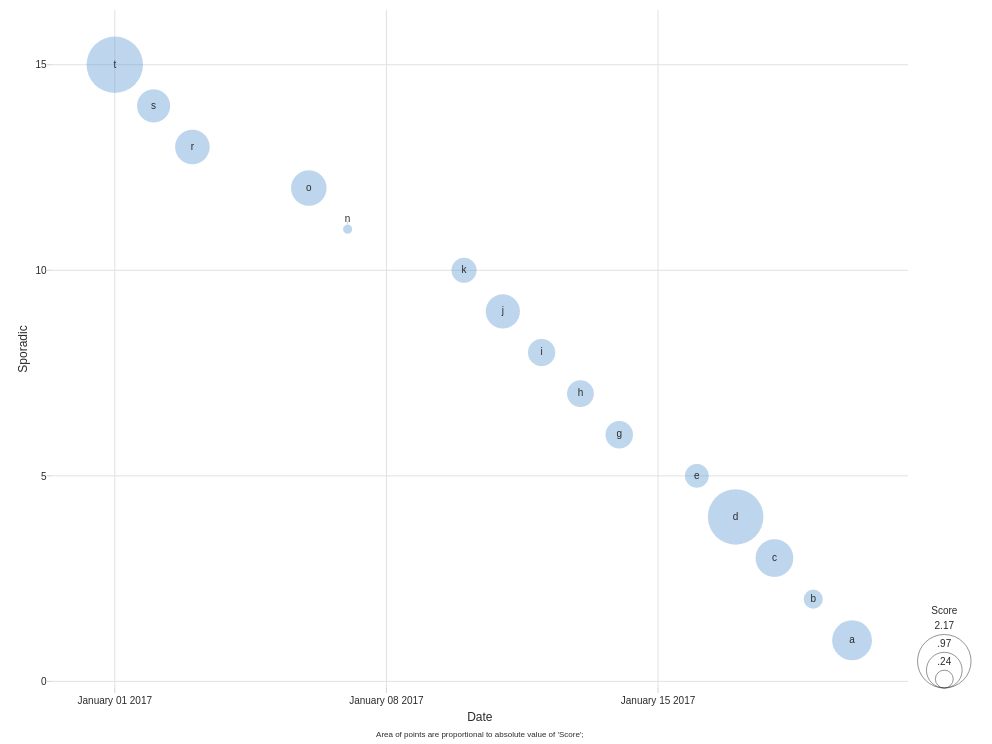 15
t
s
r
o
n
10
k
j
i
h
g
Sporadic
5
e
d
c
b
a
0
Score
2.17
.97
.24
January 01 2017
January 08 2017
January 15 2017
Date
Area of points are proportional to absolute value of 'Score';